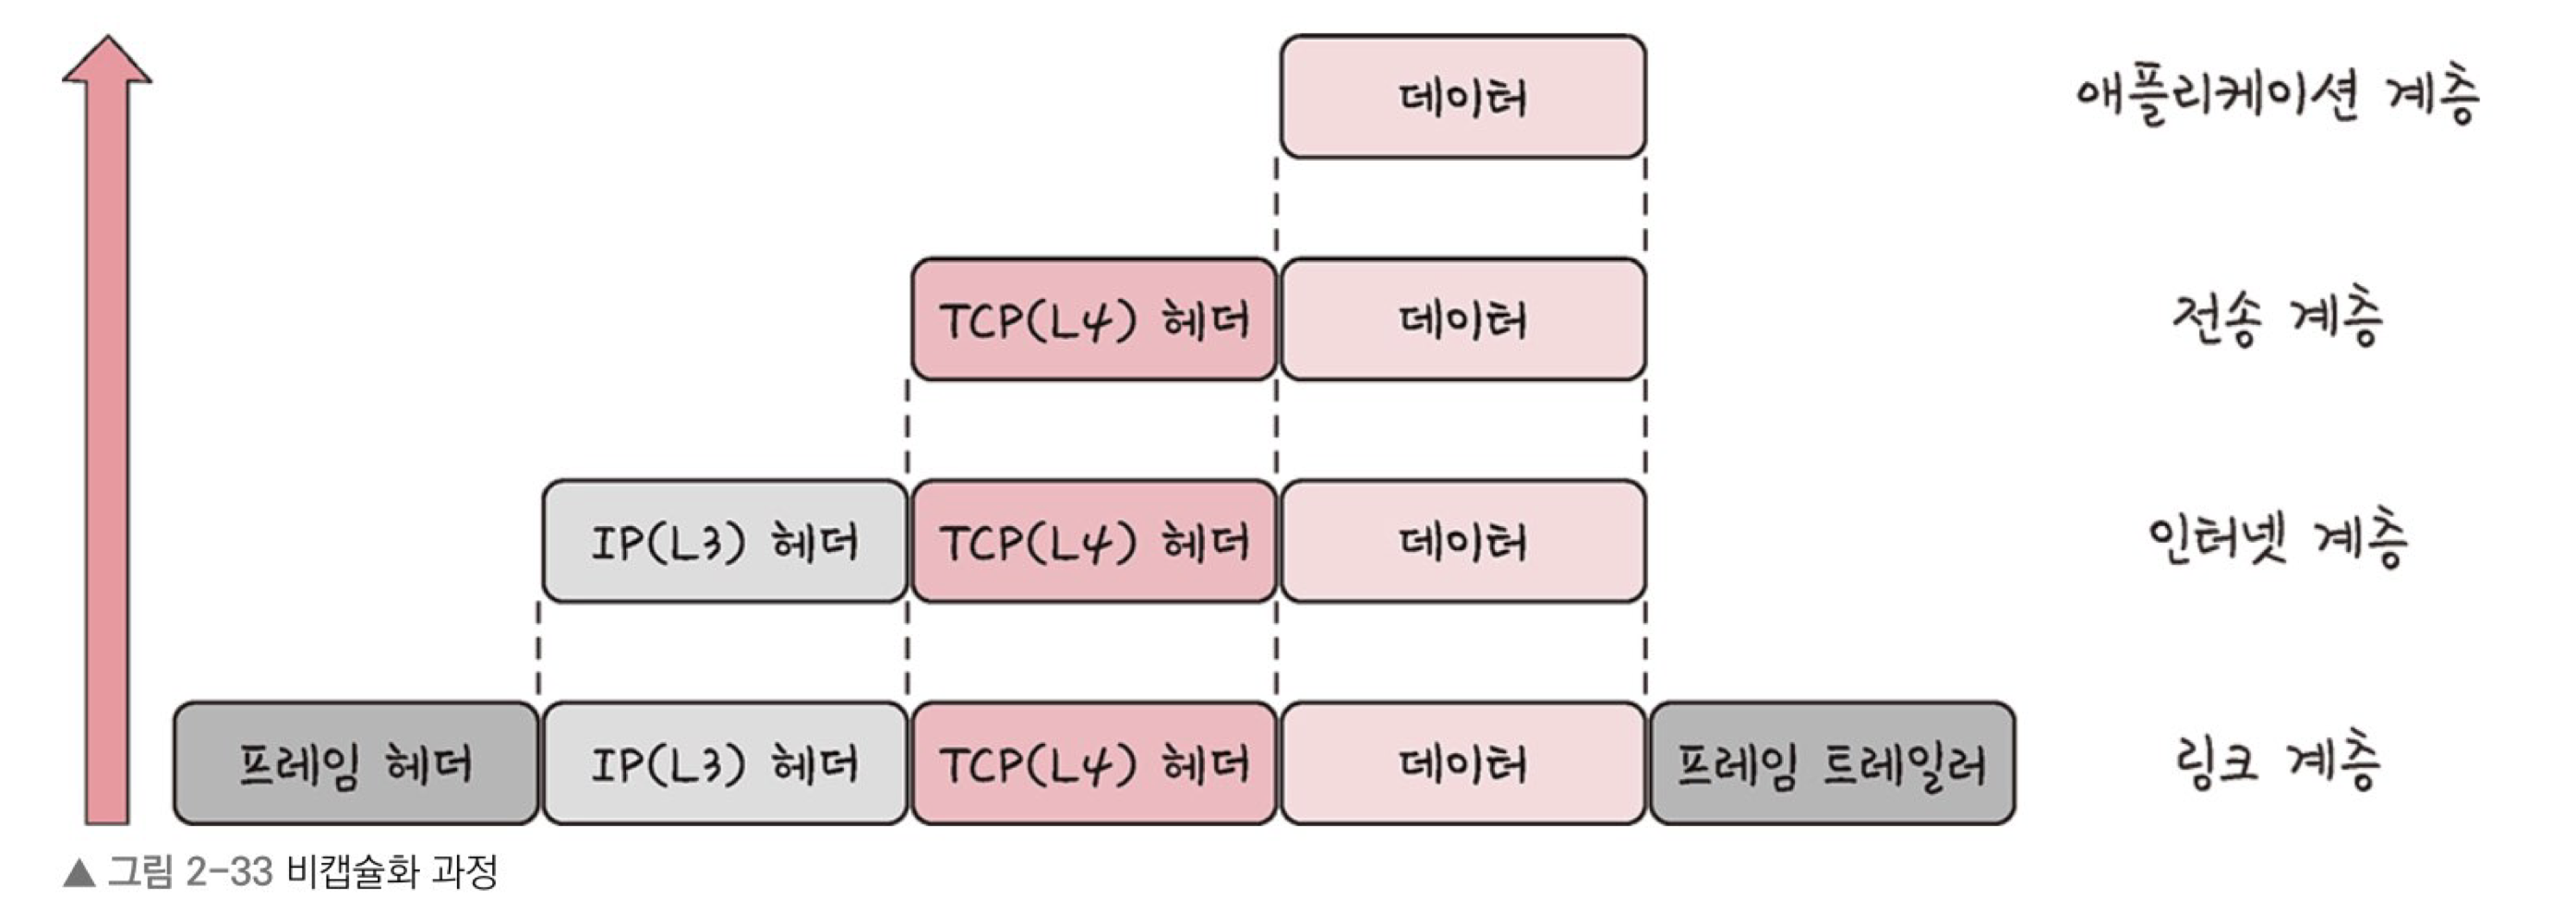 데이터 애플리케이션 계층
TCP(L4) 헤더 데이터 전송 계층
IP(L3) 헤더 TCP(L4) 헤더 데이터 인터넷 계층
프레임 헤더 IP(L3) 헤더 TCP(L4) 헤더 데이터 프레임 트레일러 링크 계층
▲ 그림 2-33 비캡슐화 과정